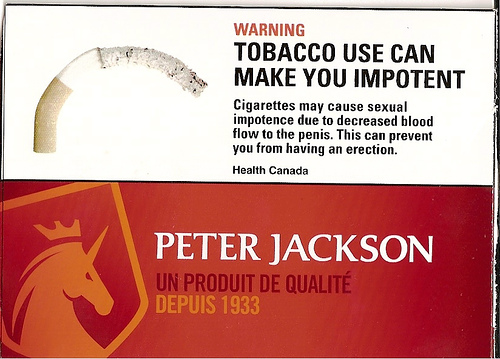 WARNING
TOBACCO USE CAN
MAKE YOU IMPOTENT
Cigarettes may cause sexual
impotence due to decreased blood
flow to the penis. This can prevent
you from having an erection.
Health Canada
PETER JACKSON
UN PRODUIT DE QUALITÉ
DEPUIS 1933